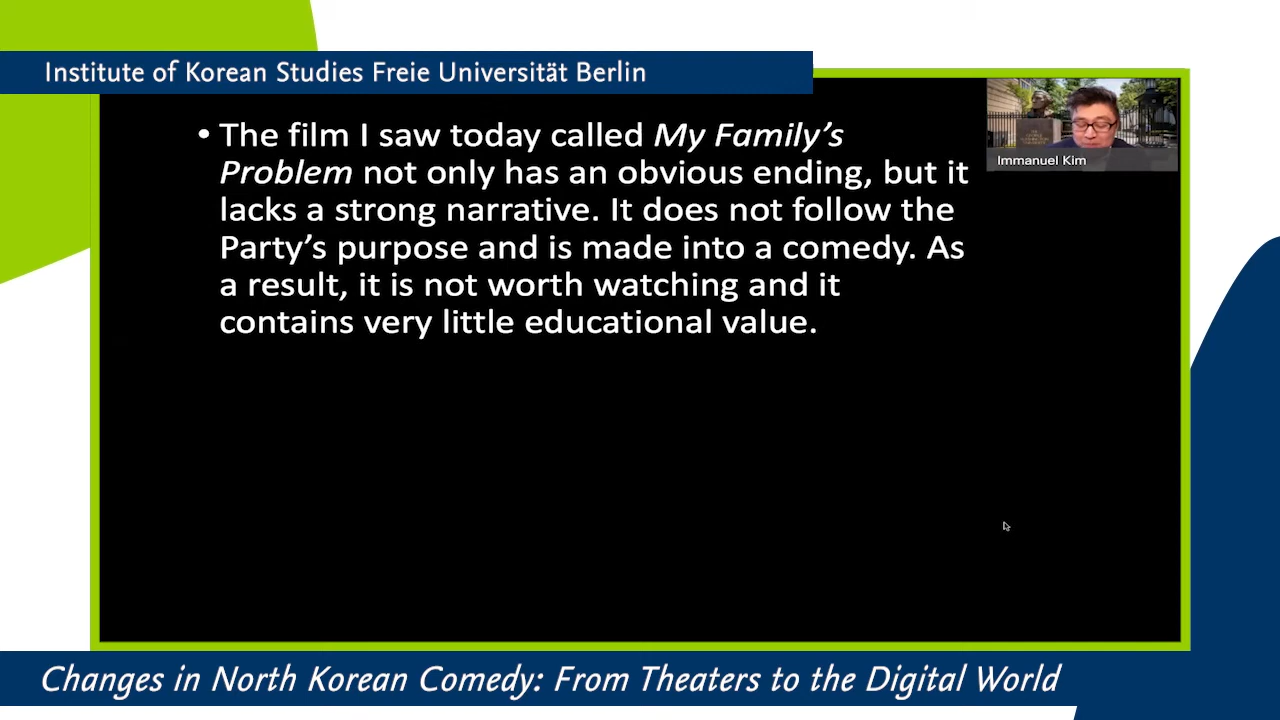 Institute of Korean Studies Freie Universität Berlin
• The film I saw today called My Family's
Problem not only has an obvious ending, but it
lacks a strong narrative. It does not follow the
Party's purpose and is made into a comedy. As
a result, it is not worth watching and it
contains very little educational value.
Immanuel Kim
Changes in North Korean Comedy: From Theaters to the Digital World